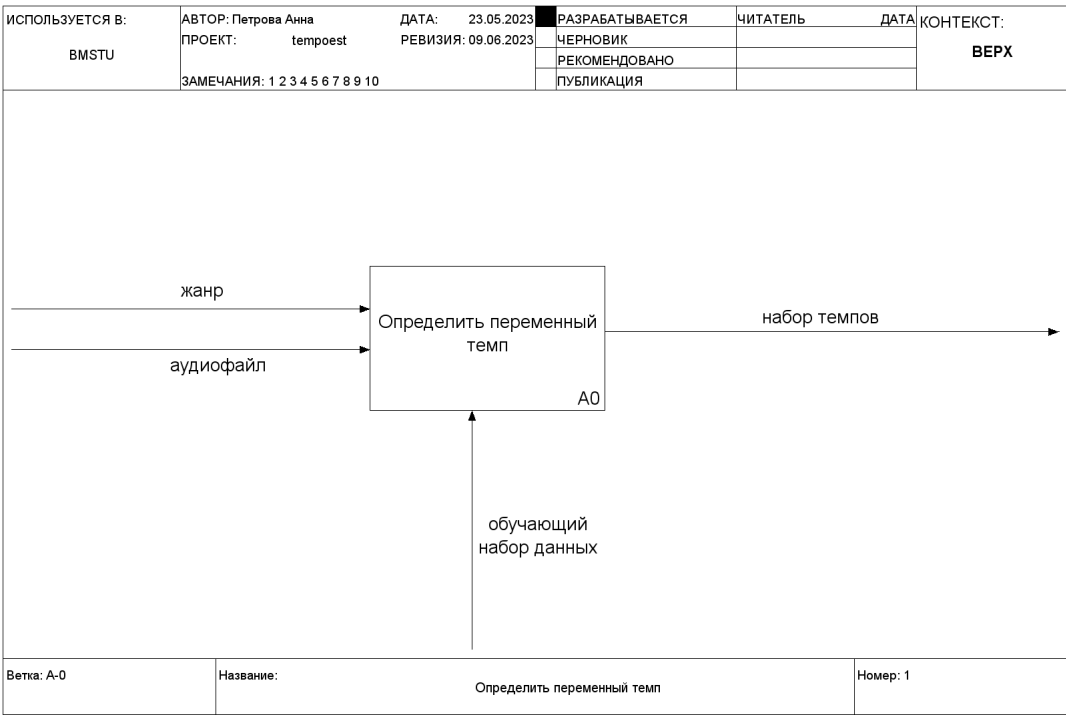 ИСПОЛЬЗУЕТСЯ В:
BMSTU
АВТОР: Петрова Анна
ДАТА: 23.05.2023
ПРОЕКТ: tempoest
РЕВИЗИЯ: 09.06.2023
ЗАМЕЧАНИЯ: 1 2 3 4 5 6 7 8 9 10
РАЗРАБАТЫВАЕТСЯ
ЧЕРНОВИК
РЕКОМЕНДОВАНО
ПУБЛИКАЦИЯ
ЧИТАТЕЛЬ ДАТА
КОНТЕКСТ:
ВЕРХ
жанр
аудиофайл
Определить переменный
темп
A0
набор темпов
обучающий
набор данных
Ветка: A-0
Название:
Определить переменный темп
Номер: 1